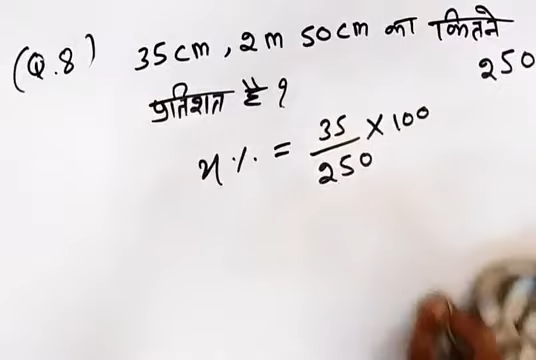 (Q.8) 35cm, 2m 50cm का कितने
250
प्रतिशत है ?
x% = 35/250 × 100